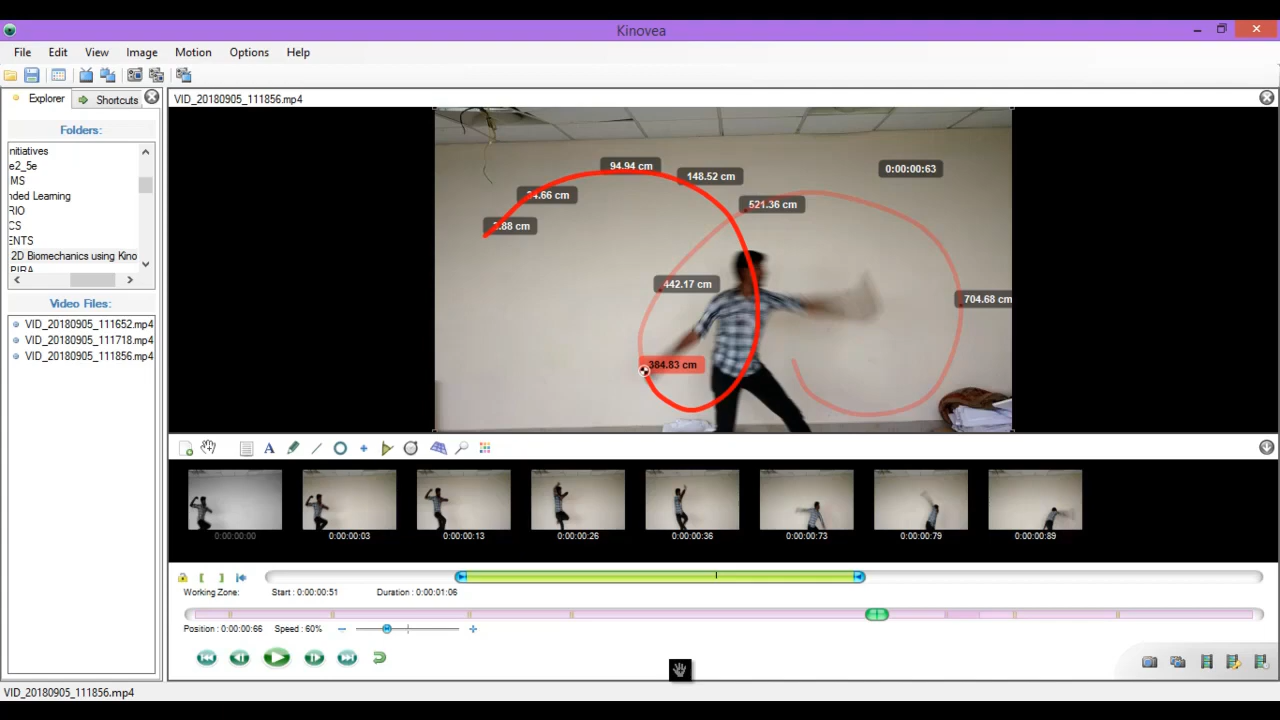 Kinovea
File Edit View Image Motion Options Help
Explorer Shortcuts
VID_20180905_111856.mp4
Folders:
nitiatives
e2_5e
MS
nded Learning
RIO
CS
ENTS
2D Biomechanics using Kino
PIRA
Video Files:
VID_20180905_111652.mp4
VID_20180905_111718.mp4
VID_20180905_111856.mp4
94.94 cm
148.52 cm
0:00:00:63
521.36 cm
.88 cm
442.17 cm
704.68 cm
384.83 cm
A
0:00:00:00 0:00:00:03 0:00:00:13 0:00:00:26 0:00:00:36 0:00:00:73 0:00:00:79 0:00:00:89
Working Zone: Start : 0:00:00:51 Duration : 0:00:01:06
Position : 0:00:00:66 Speed : 60%
VID_20180905_111856.mp4